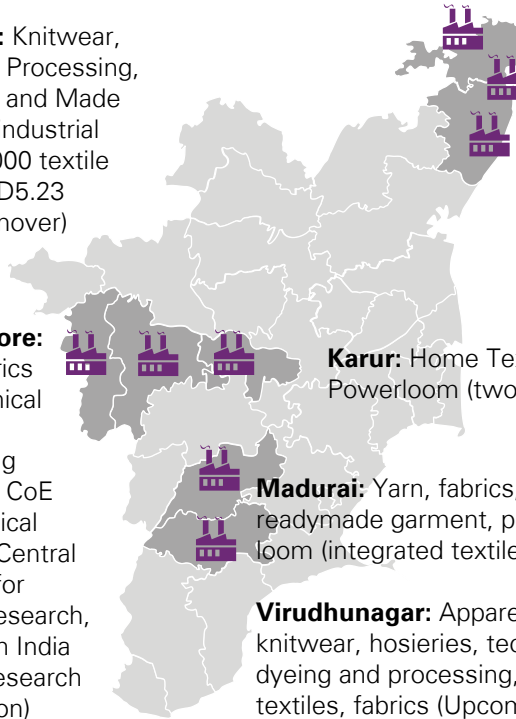 : Knitwear,
Processing,
and Made
ndustrial
000 textile
D5.23
nover)
ore:
rics
nical
g
CoE
ical
Central
for
esearch,
h India
esearch
on)
Karur: Home Te
Powerloom (two
Madurai: Yarn, fabrics,
readymade garment, p
loom (integrated textile
Virudhunagar: Appare
knitwear, hosieries, tec
dyeing and processing,
textiles, fabrics (Upcon